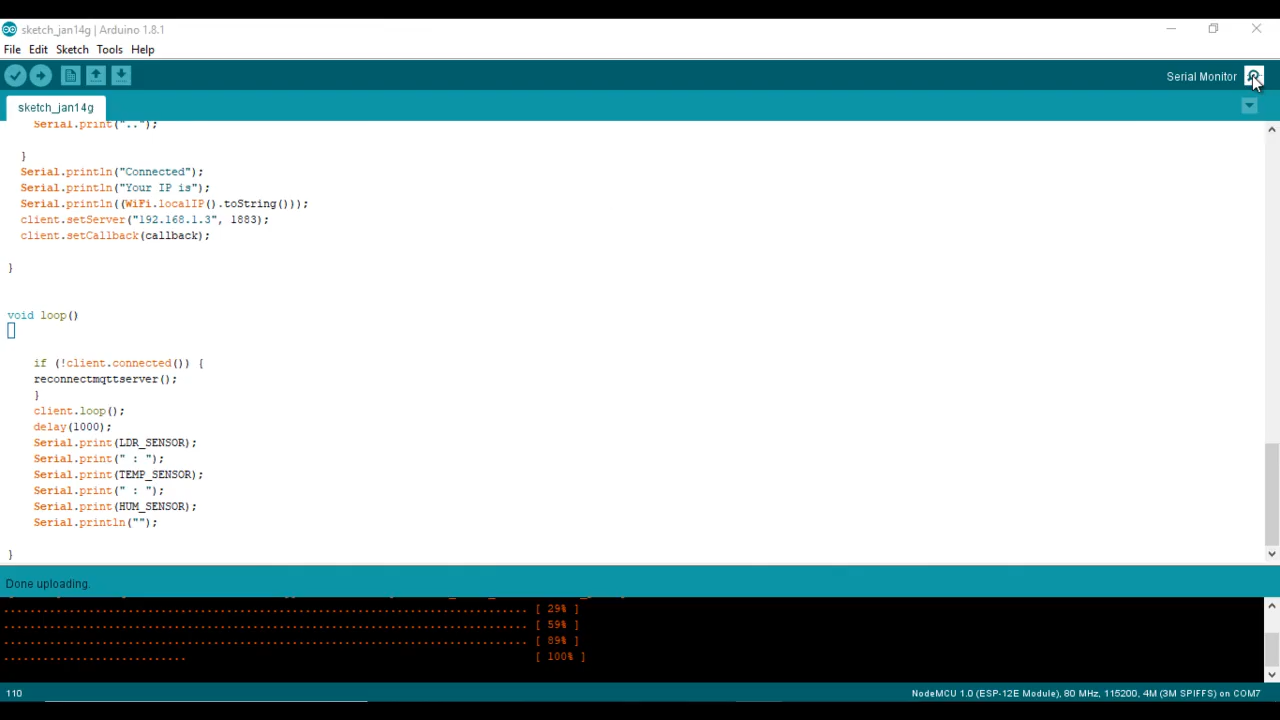 sketch_jan14g | Arduino 1.8.1
File Edit Sketch Tools Help
Serial Monitor
sketch_jan14g
Serial.print("..");
}
Serial.println("Connected");
Serial.println("Your IP is");
Serial.println((WiFi.localIP().toString()));
client.setServer("192.168.1.3", 1883);
client.setCallback(callback);
}
void loop()
if (!client.connected()) {
reconnectmqttserver();
}
client.loop();
delay(1000);
Serial.print(LDR_SENSOR);
Serial.print(" : ");
Serial.print(TEMP_SENSOR);
Serial.print(" : ");
Serial.print(HUM_SENSOR);
Serial.println("");
}
Done uploading.
................................................................................ [ 29% ]
................................................................................ [ 59% ]
................................................................................ [ 89% ]
............................ [ 100% ]
110
NodeMCU 1.0 (ESP-12E Module), 80 MHz, 115200, 4M (3M SPIFFS) on COM7